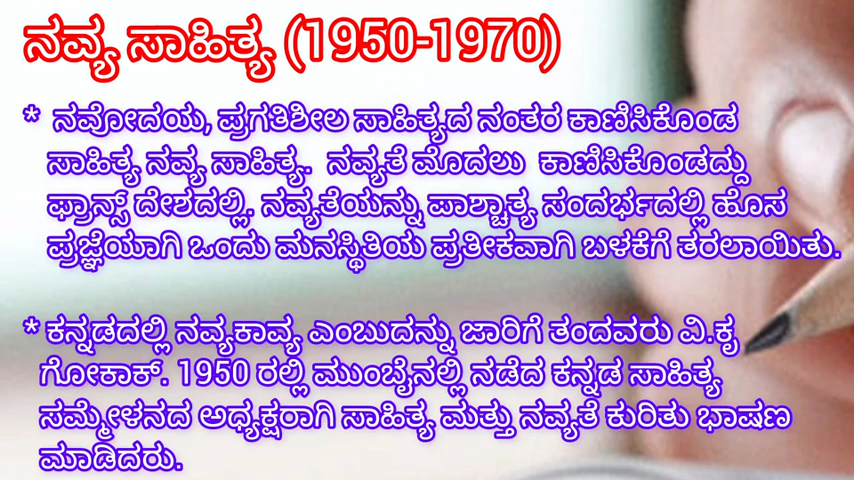 ನವ್ಯ ಸಾಹಿತ್ಯ (1950-1970)
* ನವೋದಯ, ಪ್ರಗತಿಶೀಲ ಸಾಹಿತ್ಯದ ನಂತರ ಕಾಣಿಸಿಕೊಂಡ
ಸಾಹಿತ್ಯ ನವ್ಯ ಸಾಹಿತ್ಯ. ನವ್ಯತೆ ಮೊದಲು ಕಾಣಿಸಿಕೊಂಡದ್ದು
ಫ್ರಾನ್ಸ್ ದೇಶದಲ್ಲಿ. ನವ್ಯತೆಯನ್ನು ಪಾಶ್ಚಾತ್ಯ ಸಂದರ್ಭದಲ್ಲಿ ಹೊಸ
ಪ್ರಜ್ಞೆಯಾಗಿ ಒಂದು ಮನಸ್ಥಿತಿಯ ಪ್ರತೀಕವಾಗಿ ಬಳಕೆಗೆ ತರಲಾಯಿತು.
* ಕನ್ನಡದಲ್ಲಿ ನವ್ಯಕಾವ್ಯ ಎಂಬುದನ್ನು ಜಾರಿಗೆ ತಂದವರು ವಿ.ಕೃ
ಗೋಕಾಕ್. 1950 ರಲ್ಲಿ ಮುಂಬೈನಲ್ಲಿ ನಡೆದ ಕನ್ನಡ ಸಾಹಿತ್ಯ
ಸಮ್ಮೇಳನದ ಅಧ್ಯಕ್ಷರಾಗಿ ಸಾಹಿತ್ಯ ಮತ್ತು ನವ್ಯತೆ ಕುರಿತು ಭಾಷಣ
ಮಾಡಿದರು.